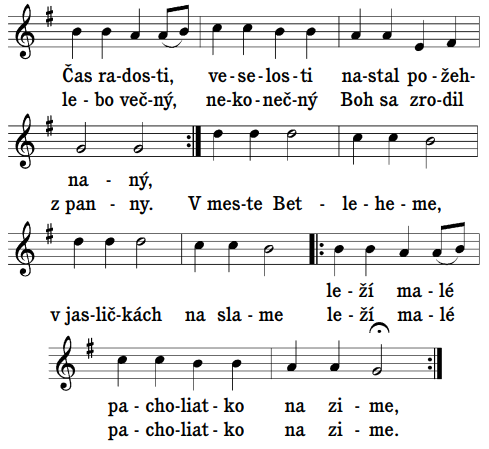 Čas ra-dos-ti, ve-se-los-ti na-stal po-žeh-
le-bo več-ný, ne-ko-neč-ný Boh sa zro-dil
na-ný,
z pan-ny. V mes-te Bet-le-he-me,
le-ží ma-lé
v jas-lič-kách na sla-me le-ží ma-lé
pa-cho-liat-ko na zi-me,
pa-cho-liat-ko na zi-me.